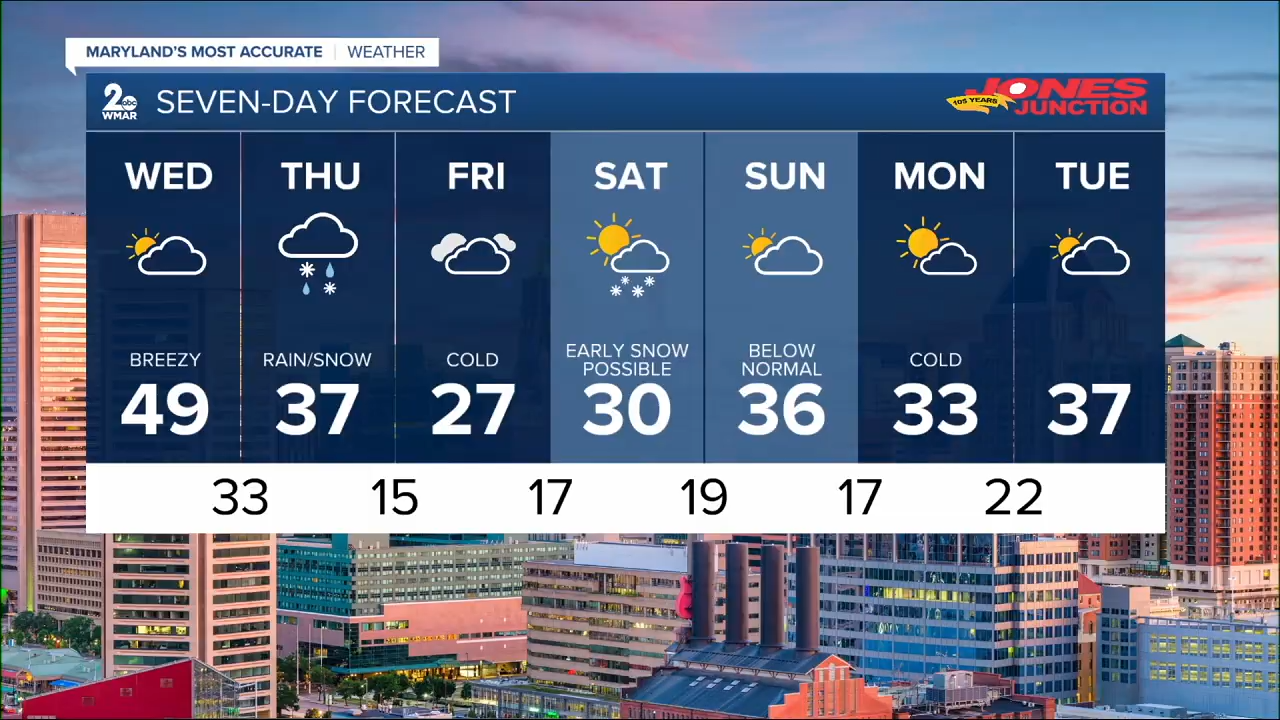 MARYLAND'S MOST ACCURATE | WEATHER
2 abc
WMAR
SEVEN-DAY FORECAST
JONES
105 YEARS
JUNCTION
WED THU FRI SAT SUN MON TUE
BREEZY RAIN/SNOW COLD EARLY SNOW POSSIBLE BELOW NORMAL COLD
49 37 27 30 36 33 37
33 15 17 19 17 22